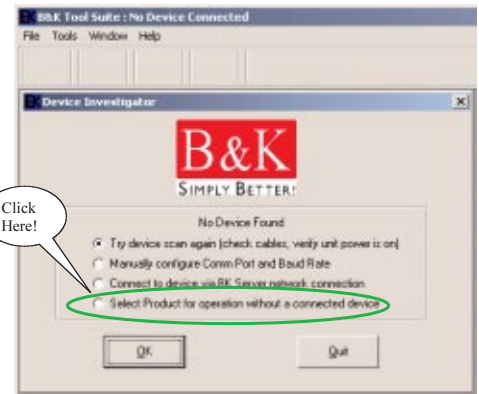 B&K Tool Suite : No Device Connected
File Tools Window Help
Device Investigator
B&K
SIMPLY BETTER!
Click
Here!
No Device Found
Try device scan again (check cables, verify unit power is on)
Manually configure Comm Port and Baud Rate
Connect to device via BK Server network connection
Select Product for operation without a connected device
OK
Quit